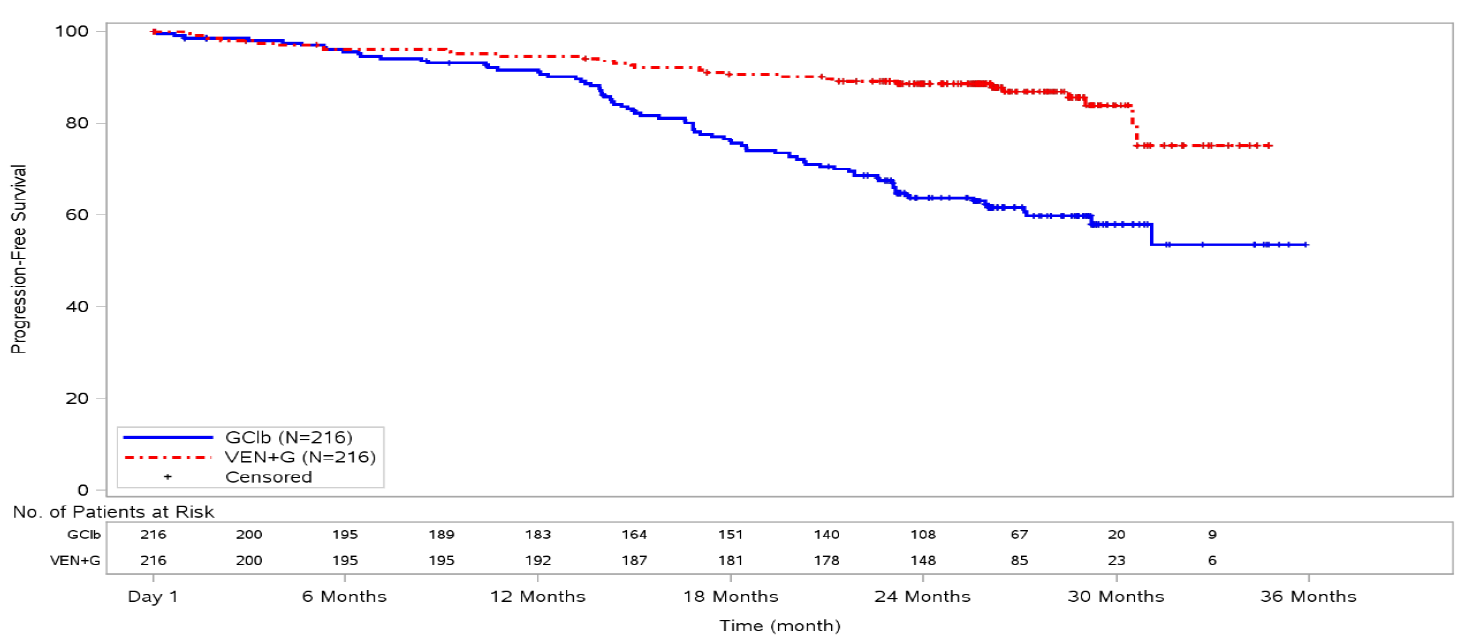 100
80
60
40
20
0
Progression-Free Survival
GClb (N=216)
VEN+G (N=216)
Censored
No. of Patients at Risk
GClb 216 200 195 189 183 164 151 140 108 67 20 9
VEN+G 216 200 195 195 192 187 181 178 148 85 23 6
Day 1 6 Months 12 Months 18 Months 24 Months 30 Months 36 Months
Time (month)